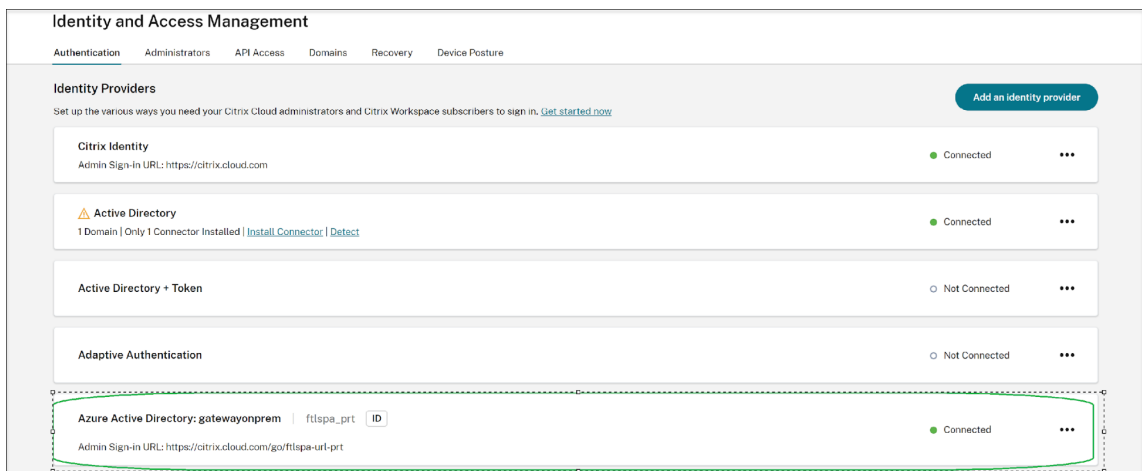 Identity and Access Management
Authentication Administrators API Access Domains Recovery Device Posture
Identity Providers
Add an identity provider
Set up the various ways you need your Citrix Cloud administrators and Citrix Workspace subscribers to sign in. Get started now
Citrix Identity
Connected
Admin Sign-in URL: https://citrix.cloud.com
Active Directory
Connected
1 Domain | Only 1 Connector Installed | Install Connector | Detect
Active Directory + Token
Not Connected
Adaptive Authentication
Not Connected
Azure Active Directory: gatewayonprem | ftlspa_prt ID
Connected
Admin Sign-in URL: https://citrix.cloud.com/go/ftlspa-url-prt